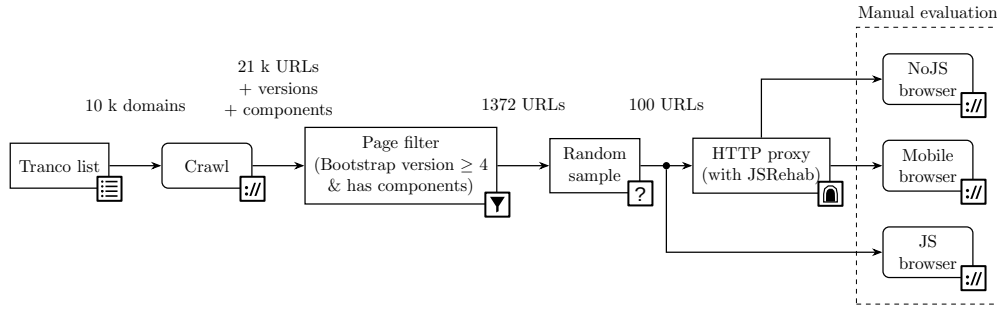 Manual evaluation
21 k URLs
+ versions
+ components
10 k domains
1372 URLs
100 URLs
Tranco list
Crawl
://
Page filter
(Bootstrap version ≥ 4
& has components)
Random
sample
?
HTTP proxy
(with JSRehab)
NoJS
browser
://
Mobile
browser
://
JS
browser
://